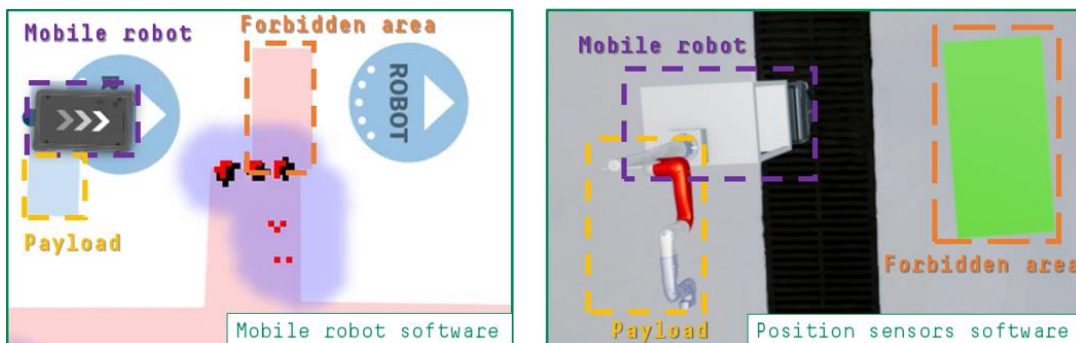 Mobile robot
Forbidden area
ROBOT
Payload
Mobile robot software
Mobile robot
Forbidden area
Payload
Position sensors software